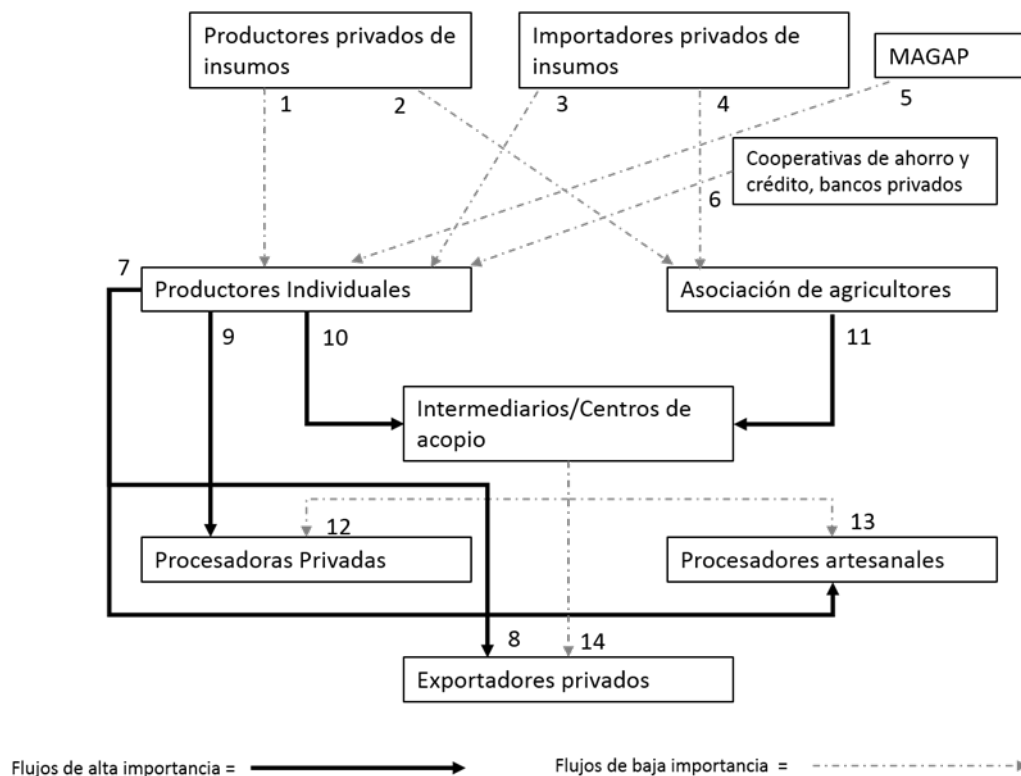 Productores privados de
insumos
Importadores privados de
insumos
MAGAP
1
2
3
4
5
Cooperativas de ahorro y
crédito, bancos privados
6
7
Productores Individuales
Asociación de agricultores
9
10
11
Intermediarios/Centros de
acopio
12
13
Procesadoras Privadas
Procesadores artesanales
8
14
Exportadores privados
Flujos de alta importancia =
Flujos de baja importancia =